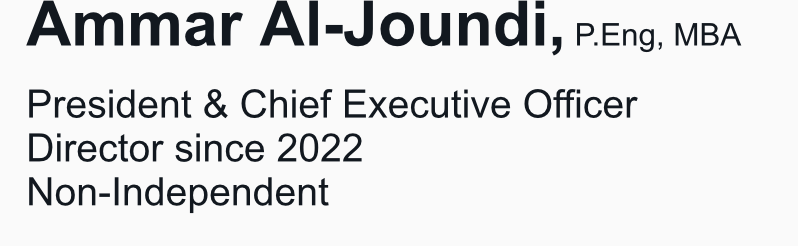 Ammar Al-Joundi, P.Eng, MBA
President & Chief Executive Officer
Director since 2022
Non-Independent